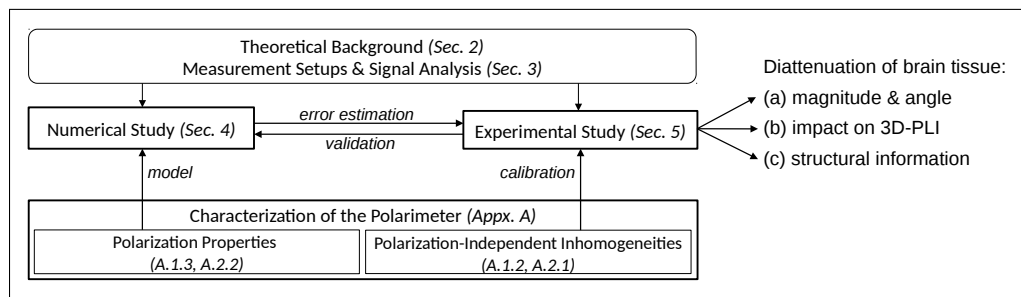 Theoretical Background (Sec. 2)
Measurement Setups & Signal Analysis (Sec. 3)
Numerical Study (Sec. 4)
error estimation
validation
Experimental Study (Sec. 5)
Diattenuation of brain tissue:
(a) magnitude & angle
(b) impact on 3D-PLI
(c) structural information
model
calibration
Characterization of the Polarimeter (Appx. A)
Polarization Properties
(A.1.3, A.2.2)
Polarization-Independent Inhomogeneities
(A.1.2, A.2.1)